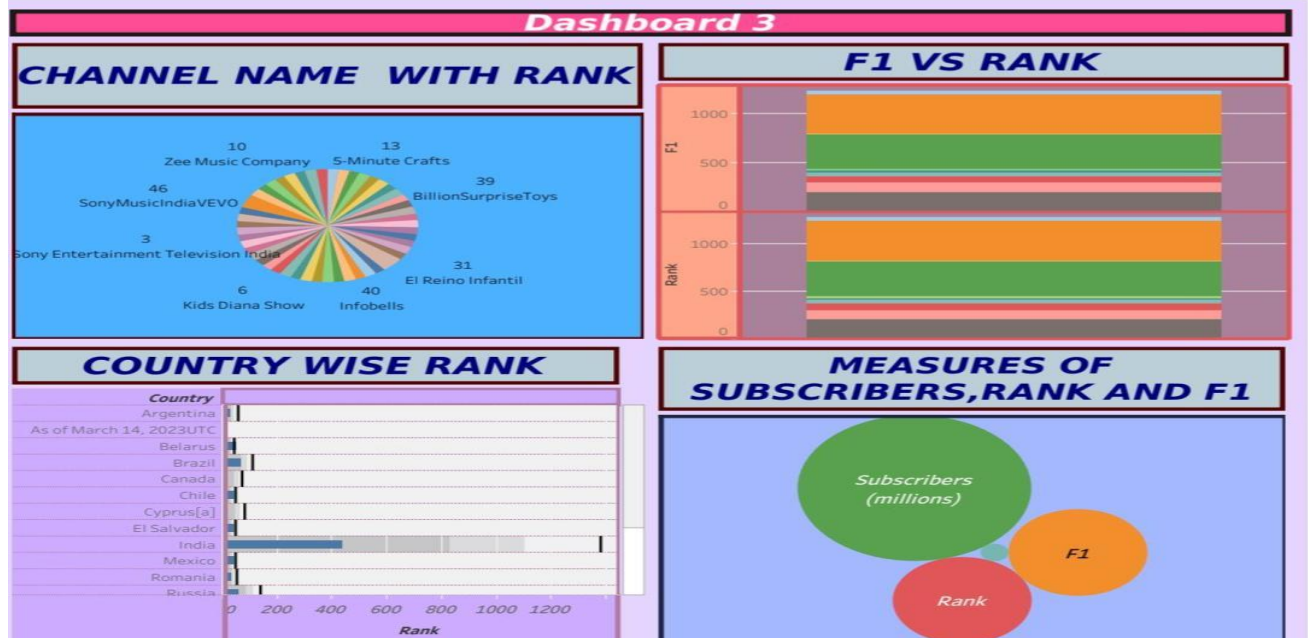 Dashboard 3
CHANNEL NAME WITH RANK
10
Zee Music Company
13
5-Minute Crafts
46
SonyMusicIndiaVEVO
39
BillionSurpriseToys
3
Sony Entertainment Television India
31
El Reino Infantil
6
Kids Diana Show
40
Infobells
F1 VS RANK
F1
1000
500
0
Rank
1000
500
0
COUNTRY WISE RANK
Country
Argentina
As of March 14, 2023UTC
Belarus
Brazil
Canada
Chile
Cyprus[a]
El Salvador
India
Mexico
Romania
Russia
0 200 400 600 800 1000 1200
Rank
MEASURES OF
SUBSCRIBERS,RANK AND F1
Subscribers
(millions)
F1
Rank